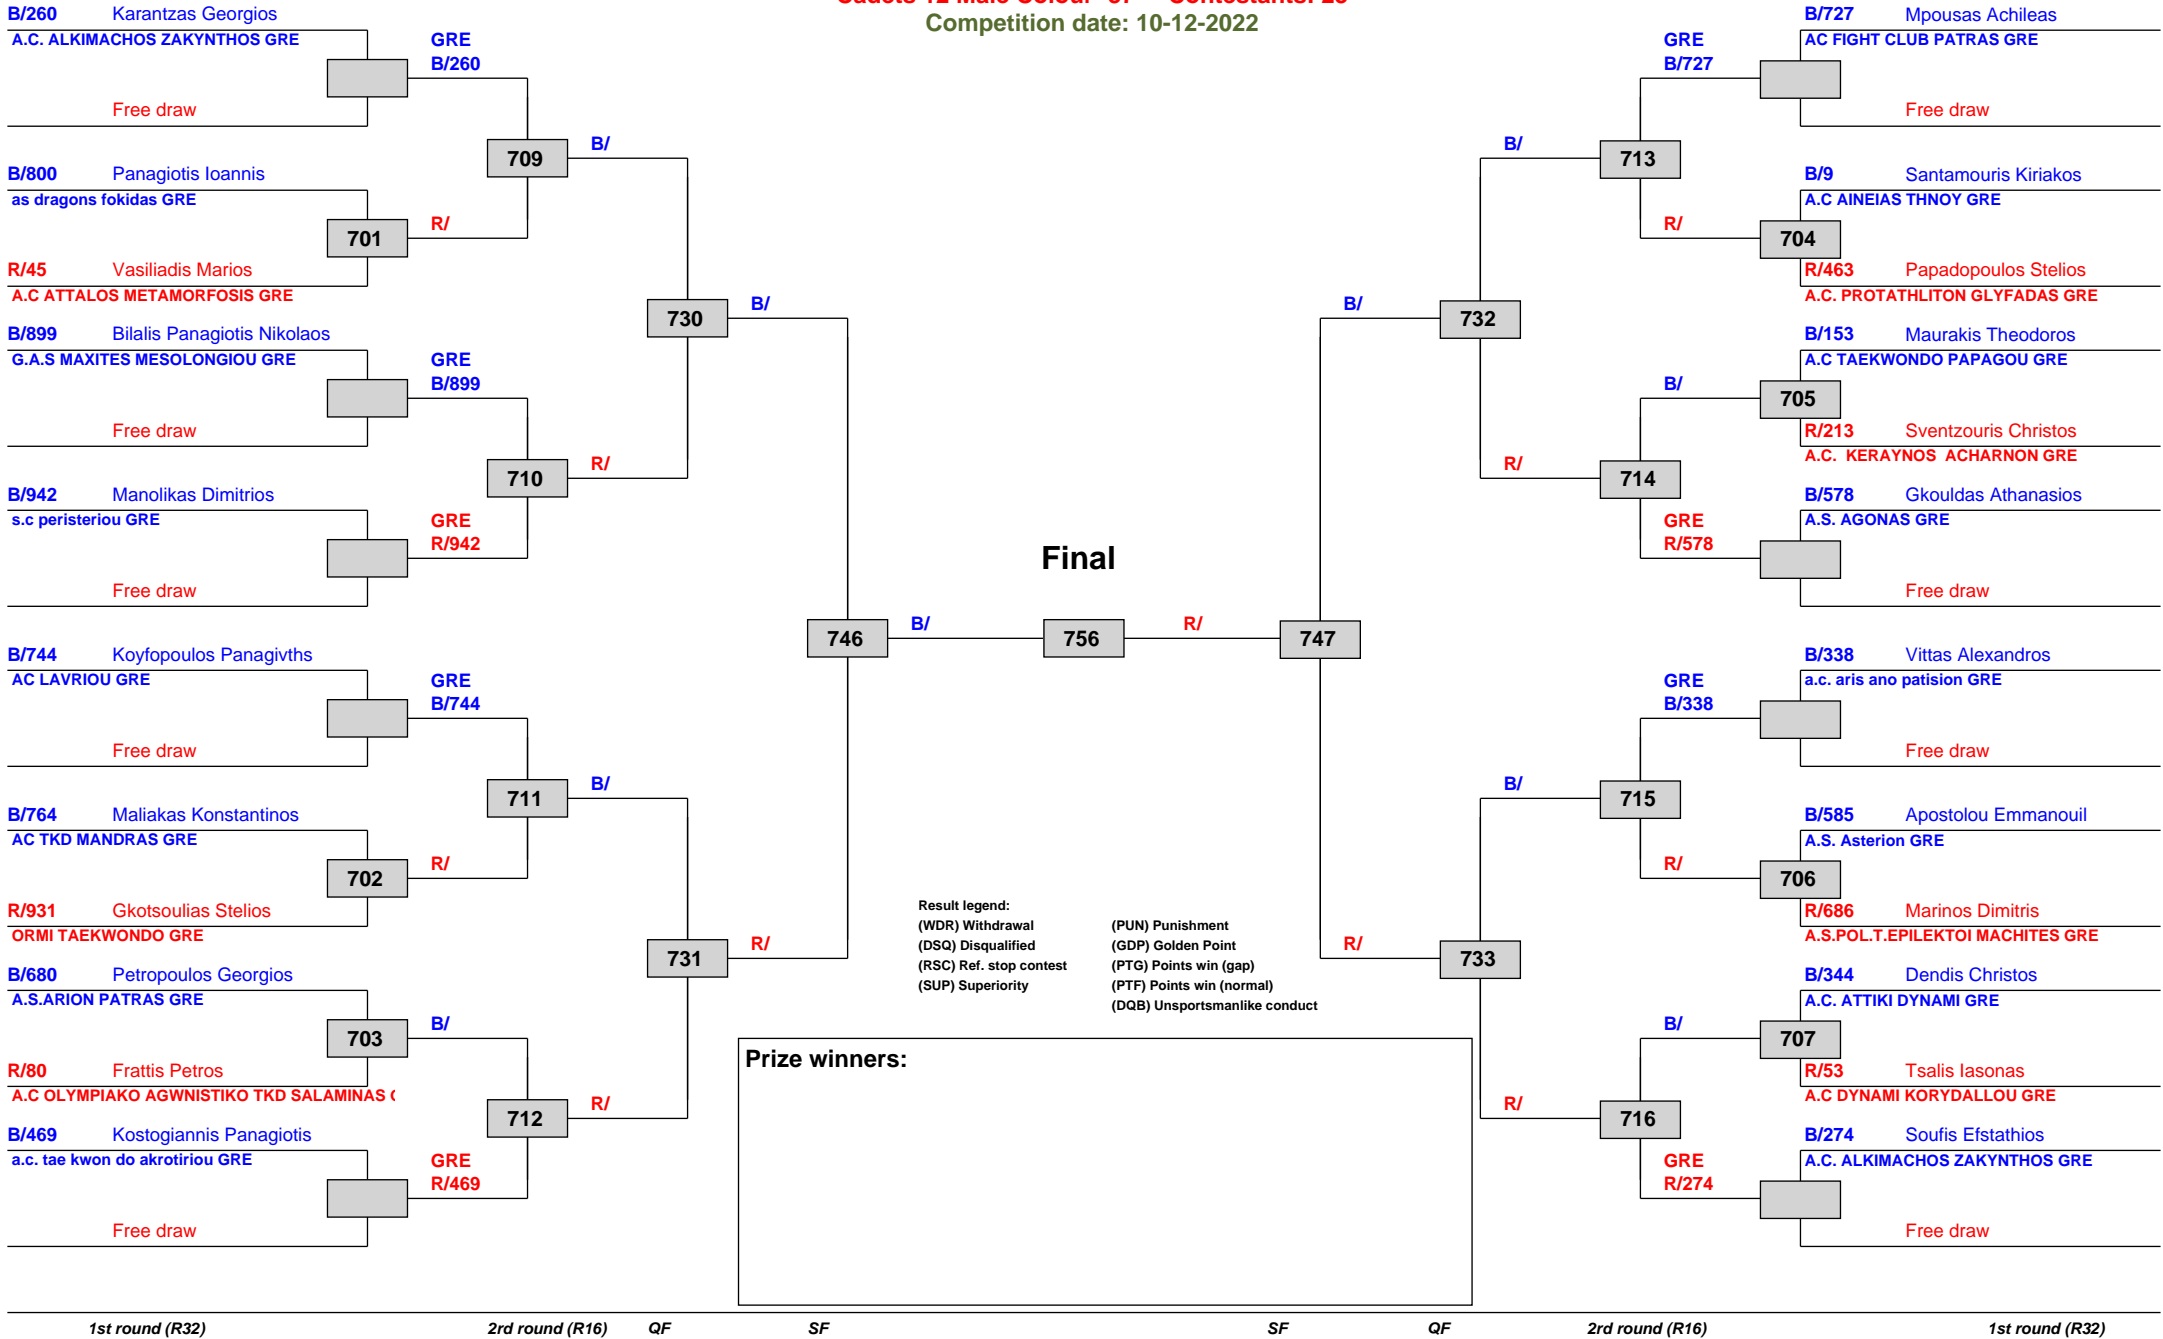 Competition date: 10-12-2022
B/260 Karantzas Georgios
A.C. ALKIMACHOS ZAKYNTHOS GRE
GRE
B/260
Free draw
709
B/
B/800 Panagiotis Ioannis
as dragons fokidas GRE
701
R/
R/45 Vasiliadis Marios
A.C ATTALOS METAMORFOSIS GRE
730
B/
B/899 Bilalis Panagiotis Nikolaos
G.A.S MAXITES MESOLONGIOU GRE
GRE
B/899
Free draw
710
R/
B/942 Manolikas Dimitrios
s.c peristeriou GRE
GRE
R/942
Free draw
746
B/
B/744 Koyfopoulos Panagivths
AC LAVRIOU GRE
GRE
B/744
Free draw
711
B/
B/764 Maliakas Konstantinos
AC TKD MANDRAS GRE
702
R/
R/931 Gkotsoulias Stelios
ORMI TAEKWONDO GRE
731
R/
B/680 Petropoulos Georgios
A.S.ARION PATRAS GRE
703
B/
R/80 Frattis Petros
A.C OLYMPIAKO AGWNISTIKO TKD SALAMINAS
712
R/
B/469 Kostogiannis Panagiotis
a.c. tae kwon do akrotiriou GRE
GRE
R/469
Free draw
Final
756
R/
747
B/727 Mpousas Achileas
AC FIGHT CLUB PATRAS GRE
GRE
B/727
Free draw
B/
713
B/9 Santamouris Kiriakos
A.C AINEIAS THNOY GRE
R/
704
R/463 Papadopoulos Stelios
A.C. PROTATHLITON GLYFADAS GRE
B/
732
B/153 Maurakis Theodoros
A.C TAEKWONDO PAPAGOU GRE
B/
705
R/213 Sventzouris Christos
A.C. KERAYNOS ACHARNON GRE
R/
714
B/578 Gkouldas Athanasios
A.S. AGONAS GRE
GRE
R/578
Free draw
B/338 Vittas Alexandros
a.c. aris ano patision GRE
GRE
B/338
Free draw
B/
715
B/585 Apostolou Emmanouil
A.S. Asterion GRE
R/
706
R/686 Marinos Dimitris
A.S.POL.T.EPILEKTOI MACHITES GRE
R/
733
B/344 Dendis Christos
A.C. ATTIKI DYNAMI GRE
B/
707
R/53 Tsalis Iasonas
A.C DYNAMI KORYDALLOU GRE
R/
716
B/274 Soufis Efstathios
A.C. ALKIMACHOS ZAKYNTHOS GRE
GRE
R/274
Free draw
Result legend:
(WDR) Withdrawal (PUN) Punishment
(DSQ) Disqualified (GDP) Golden Point
(RSC) Ref. stop contest (PTG) Points win (gap)
(SUP) Superiority (PTF) Points win (normal)
(DQB) Unsportsmanlike conduct
Prize winners:
1st round (R32) 2rd round (R16) QF SF SF QF 2rd round (R16) 1st round (R32)